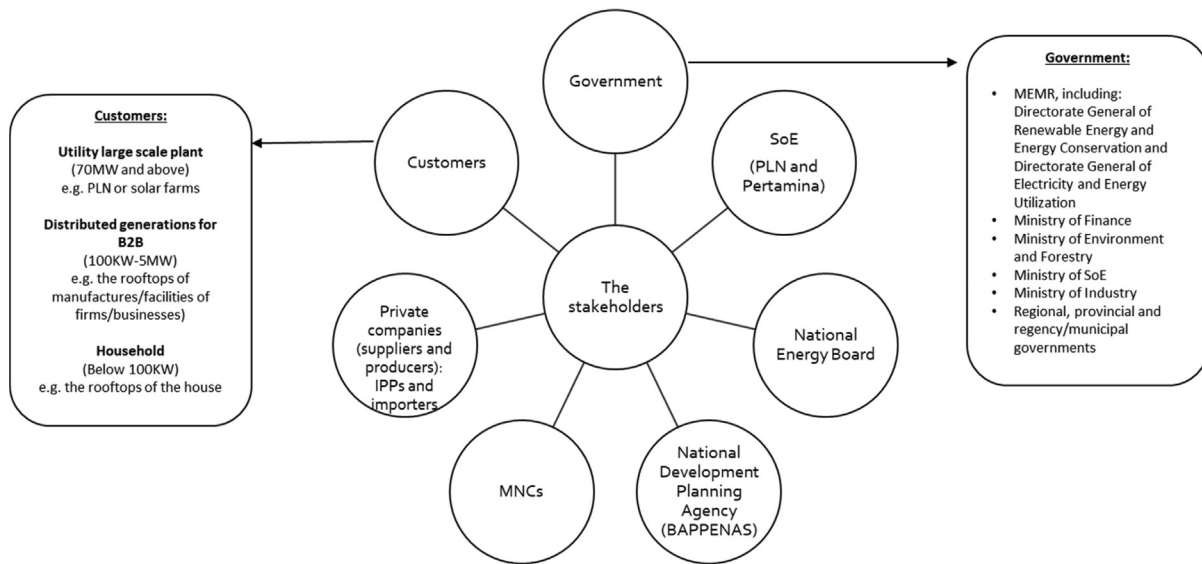 Government
SoE
(PLN and
Pertamina)
National
Energy Board
National
Development
Planning
Agency
(BAPPENAS)
MNCs
Private
companies
(suppliers and
producers):
IPPs and
importers
Customers
The
stakeholders
Customers:
Utility large scale plant
(70MW and above)
e.g. PLN or solar farms
Distributed generations for
B2B
(100KW-5MW)
e.g. the rooftops of
manufactures/facilities of
firms/businesses)
Household
(Below 100KW)
e.g. the rooftops of the house
Government:
• MEMR, including:
Directorate General of
Renewable Energy and
Energy Conservation and
Directorate General of
Electricity and Energy
Utilization
• Ministry of Finance
• Ministry of Environment
and Forestry
• Ministry of SoE
• Ministry of Industry
• Regional, provincial and
regency/municipal
governments